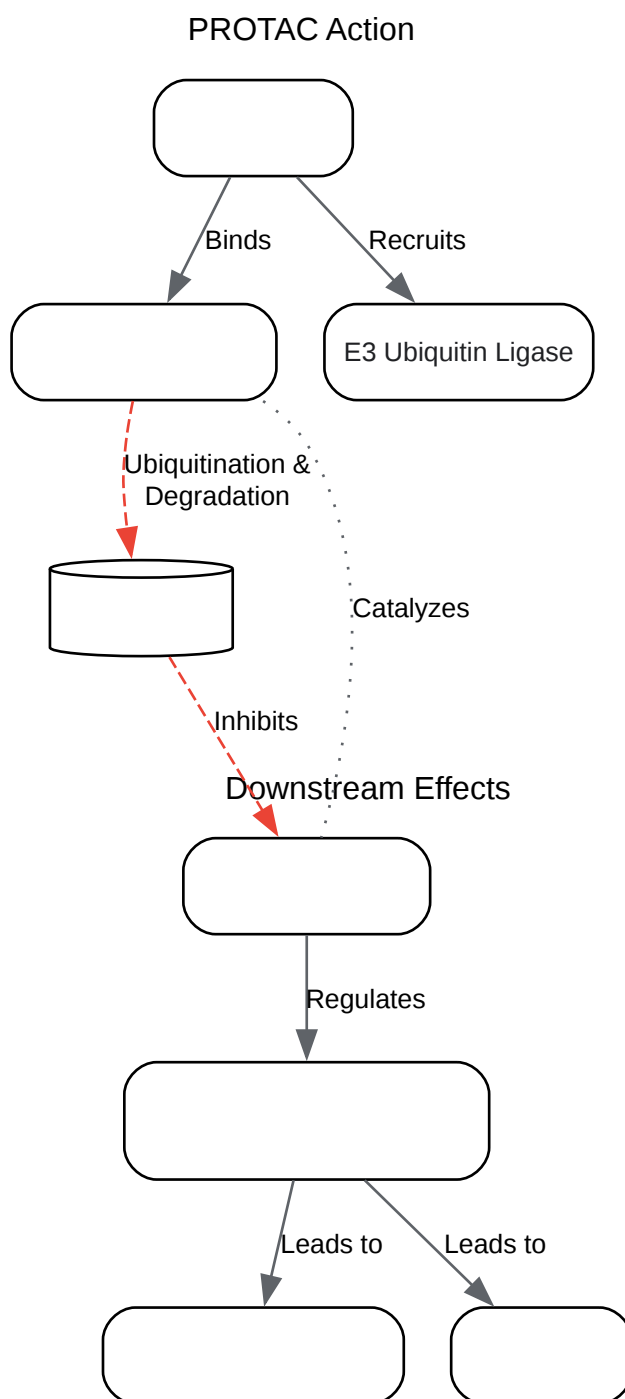 PROTAC Action
Binds
Recruits
E3 Ubiquitin Ligase
Ubiquitination &
Degradation
Catalyzes
Inhibits
Downstream Effects
Regulates
Leads to
Leads to